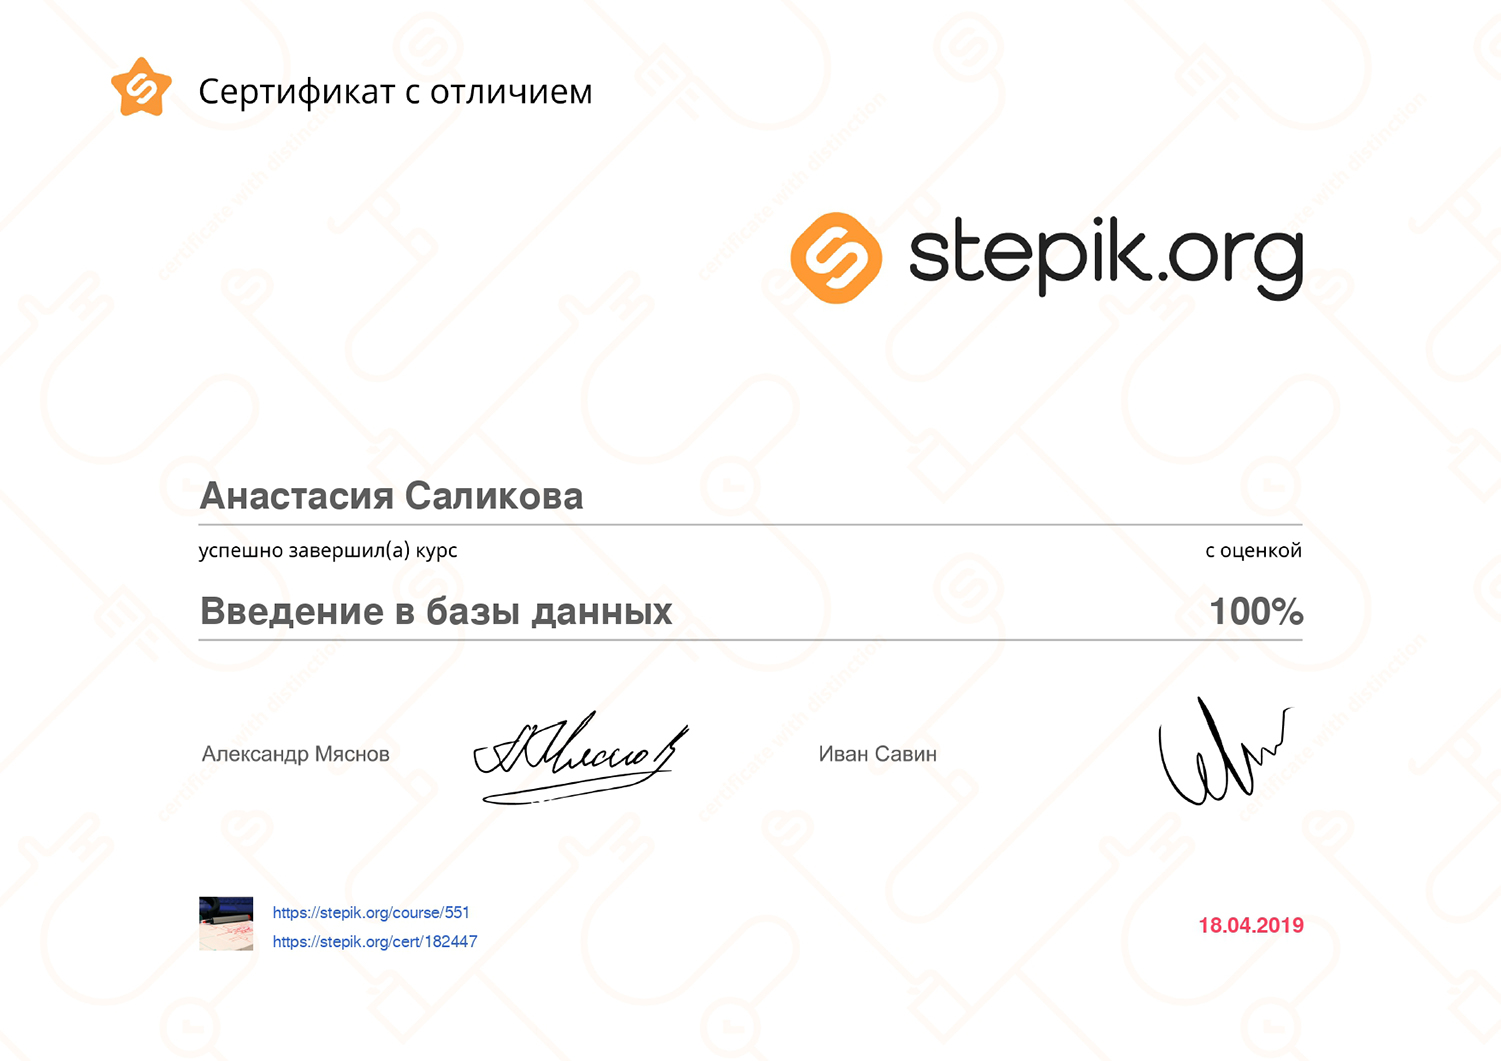 Сертификат с отличием
stepik.org
Анастасия Саликова
успешно завершил(а) курс
с оценкой
Введение в базы данных
100%
Александр Мяснов
Иван Савин
https://stepik.org/course/551
https://stepik.org/cert/182447
18.04.2019